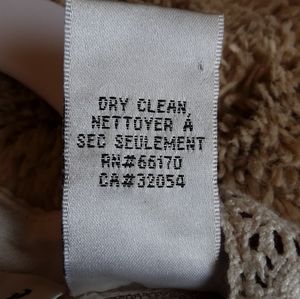 DRY CLEAN,
NETTOYER À
SEC SEULEMENT
RN#66170
CA#32054